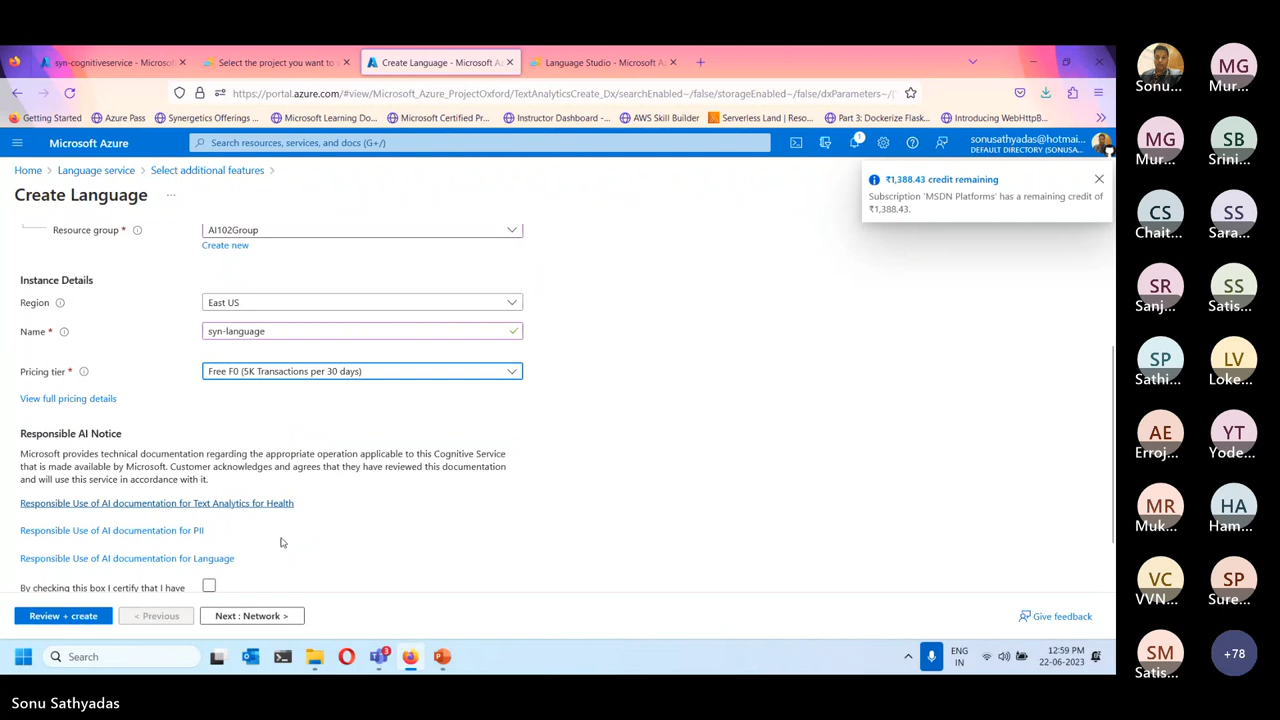 syn-cognitiveservice - Microsof
Select the project you want to v
Create Language - Microsoft A
Language Studio - Microsoft A
https://portal.azure.com/#view/Microsoft_Azure_ProjectOxford/TextAnalyticsCreate_Dx/searchEnabled~/false/storageEnabled~/false/dxParameters~/
Getting Started
Azure Pass
Synergetics Offerings ...
Microsoft Learning Do...
Microsoft Certified Pro...
Instructor Dashboard -...
AWS Skill Builder
Serverless Land | Reso...
Part 3: Dockerize Flask...
Introducing WebHttpB...
Microsoft Azure
Search resources, services, and docs (G+/)
1
sonusathyadas@hotmai...
DEFAULT DIRECTORY (SONUSA...
Home > Language service > Select additional features >
Create Language
...
₹1,388.43 credit remaining
Subscription 'MSDN Platforms' has a remaining credit of
₹1,388.43.
Resource group *
AI102Group
Create new
Instance Details
Region
East US
Name *
syn-language
Pricing tier *
Free F0 (5K Transactions per 30 days)
View full pricing details
Responsible AI Notice
Microsoft provides technical documentation regarding the appropriate operation applicable to this Cognitive Service
that is made available by Microsoft. Customer acknowledges and agrees that they have reviewed this documentation
and will use this service in accordance with it.
Responsible Use of AI documentation for Text Analytics for Health
Responsible Use of AI documentation for PII
Responsible Use of AI documentation for Language
By checking this box I certify that I have
Review + create
< Previous
Next : Network >
Give feedback
Search
3
ENG
IN
12:59 PM
22-06-2023
Sonu Sathyadas
Sonu...
MG
Mur...
MG
Mur...
SB
Srini...
CS
Chait...
SS
Sara...
SR
Sanj...
SS
Satis...
SP
Sathi...
LV
Loke...
AE
Erroj...
YT
Yode...
MR
Muk...
HA
Ham...
VC
VVN...
SP
Sure...
SM
Satis...
+78